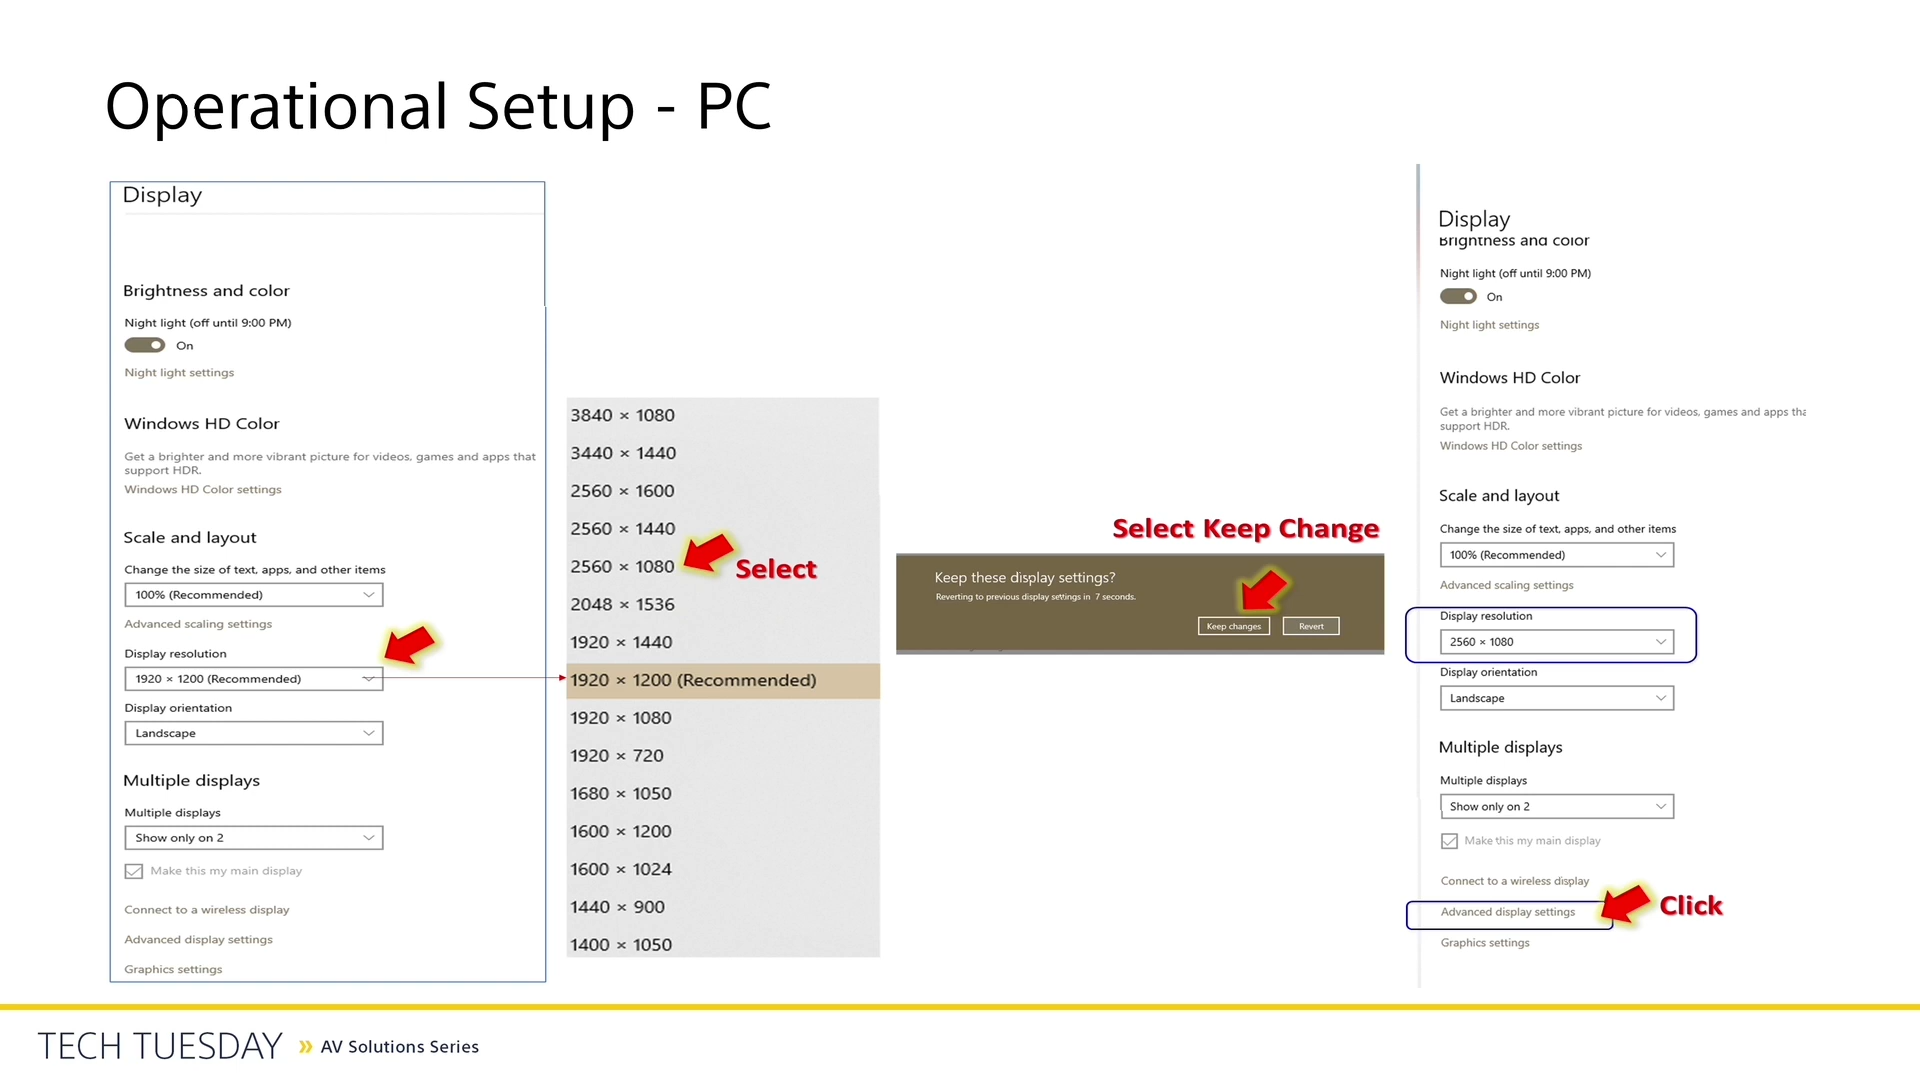 Operational Setup - PC
Display
Brightness and color
Night light (off until 9:00 PM)
On
Night light settings
Windows HD Color
Get a brighter and more vibrant picture for videos, games and apps that
support HDR.
Windows HD Color settings
Scale and layout
Change the size of text, apps, and other items
100% (Recommended)
Advanced scaling settings
Display resolution
1920 × 1200 (Recommended)
Display orientation
Landscape
Multiple displays
Multiple displays
Show only on 2
Make this my main display
Connect to a wireless display
Advanced display settings
Graphics settings
3840 × 1080
3440 × 1440
2560 × 1600
2560 × 1440
2560 × 1080
Select
2048 × 1536
1920 × 1440
1920 × 1200 (Recommended)
1920 × 1080
1920 × 720
1680 × 1050
1600 × 1200
1600 × 1024
1440 × 900
1400 × 1050
Select Keep Change
Keep these display settings?
Reverting to previous display settings in 7 seconds.
Keep changes
Revert
Display
Brightness and color
Night light (off until 9:00 PM)
On
Night light settings
Windows HD Color
Get a brighter and more vibrant picture for videos, games and apps tha
support HDR.
Windows HD Color settings
Scale and layout
Change the size of text, apps, and other items
100% (Recommended)
Advanced scaling settings
Display resolution
2560 × 1080
Display orientation
Landscape
Multiple displays
Multiple displays
Show only on 2
Make this my main display
Connect to a wireless display
Advanced display settings
Click
Graphics settings
TECH TUESDAY » AV Solutions Series